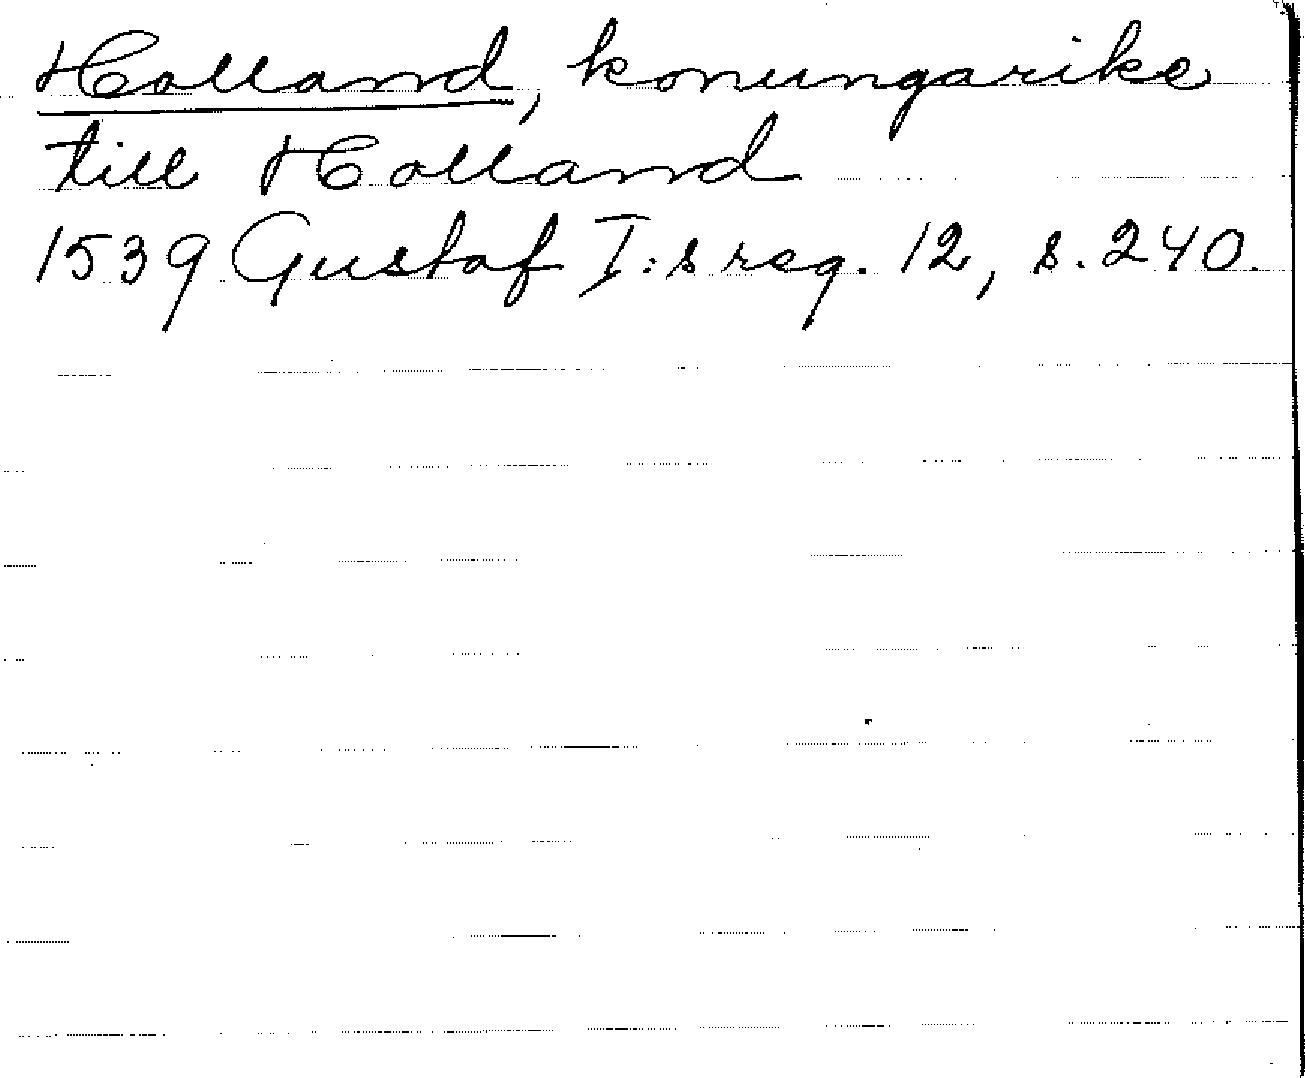 Holland, konungarike
till Holland
1539 Gustaf I:s reg. 12, s. 240.